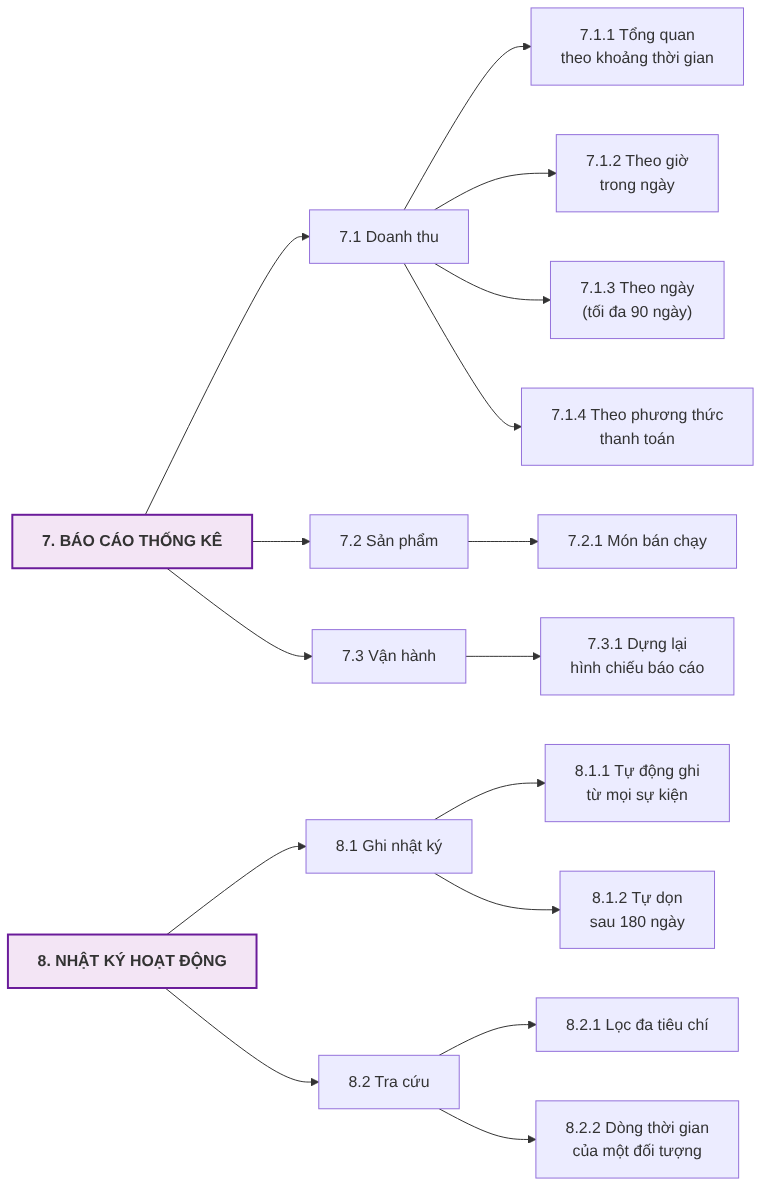 7. BÁO CÁO THỐNG KÊ
7.1 Doanh thu
7.1.1 Tổng quan
theo khoảng thời gian
7.1.2 Theo giờ
trong ngày
7.1.3 Theo ngày
(tối đa 90 ngày)
7.1.4 Theo phương thức
thanh toán
7.2 Sản phẩm
7.2.1 Món bán chạy
7.3 Vận hành
7.3.1 Dựng lại
hình chiếu báo cáo
8. NHẬT KÝ HOẠT ĐỘNG
8.1 Ghi nhật ký
8.1.1 Tự động ghi
từ mọi sự kiện
8.1.2 Tự dọn
sau 180 ngày
8.2 Tra cứu
8.2.1 Lọc đa tiêu chí
8.2.2 Dòng thời gian
của một đối tượng